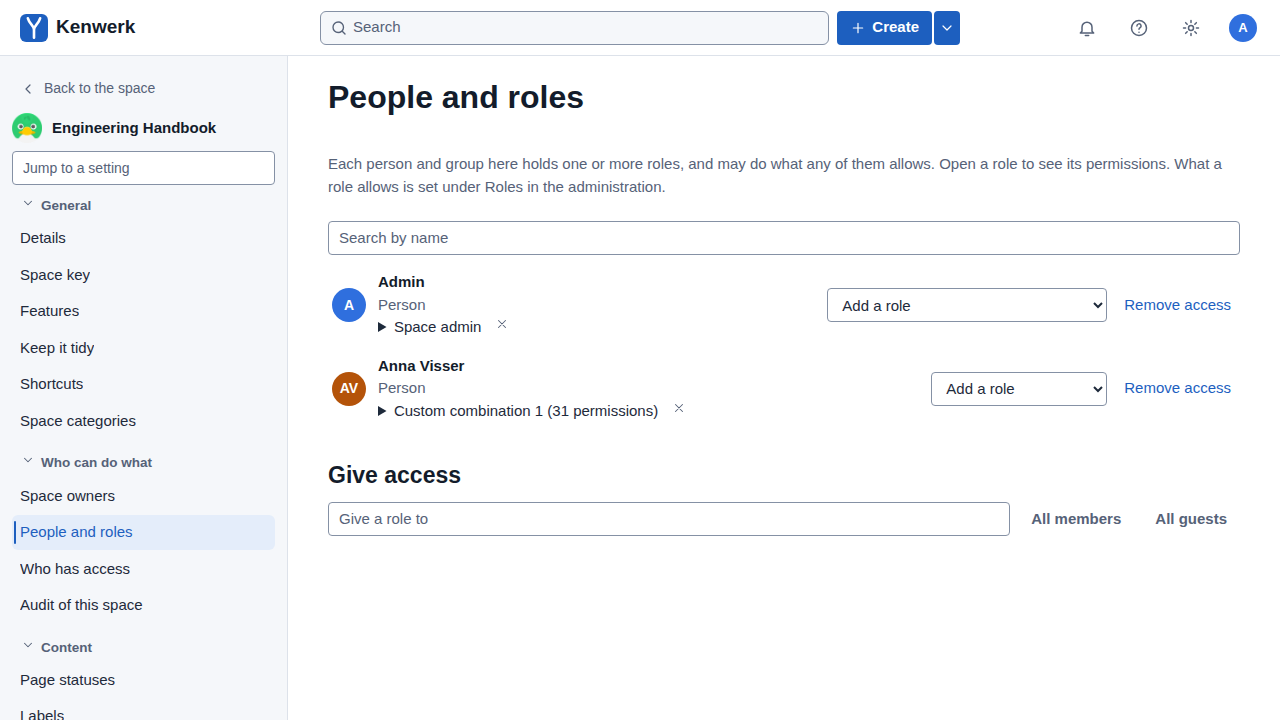 Kenwerk
Search
Create
A
Back to the space
Engineering Handbook
Jump to a setting
General
Details
Space key
Features
Keep it tidy
Shortcuts
Space categories
Who can do what
Space owners
People and roles
Who has access
Audit of this space
Content
Page statuses
Labels
People and roles
Each person and group here holds one or more roles, and may do what any of them allows. Open a role to see its permissions. What a
role allows is set under Roles in the administration.
Search by name
A
Admin
Person
Space admin
Add a role
Remove access
AV
Anna Visser
Person
Custom combination 1 (31 permissions)
Add a role
Remove access
Give access
Give a role to
All members
All guests